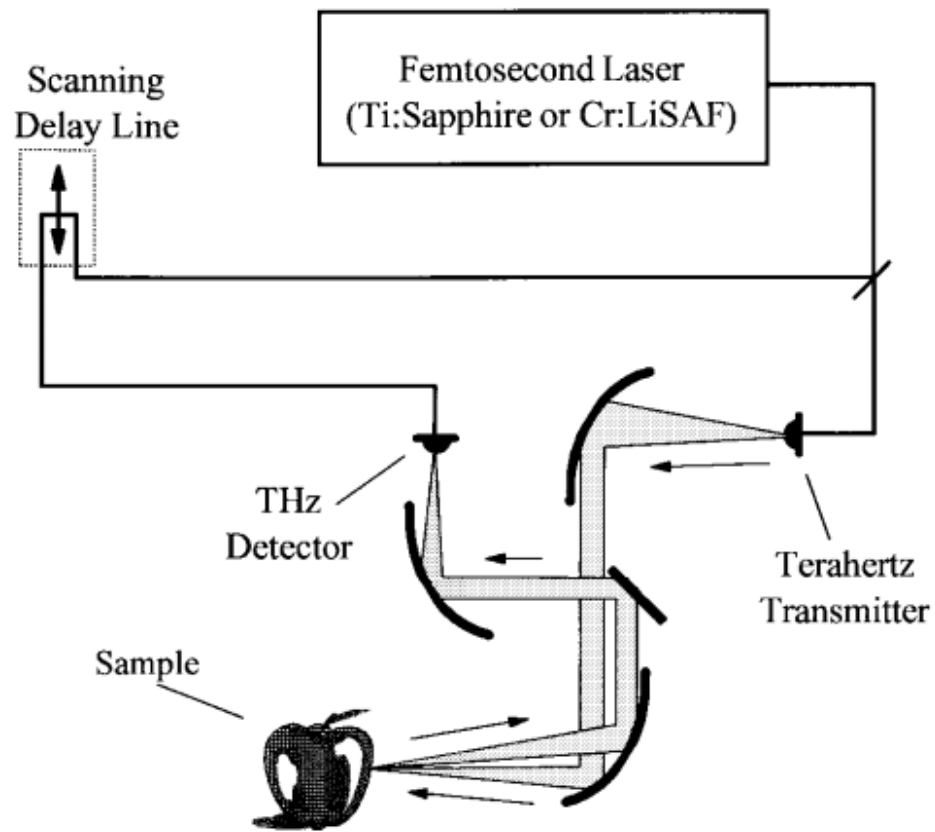 Scanning
Delay Line
Femtosecond Laser
(Ti:Sapphire or Cr:LiSAF)
THz
Detector
Terahertz
Transmitter
Sample